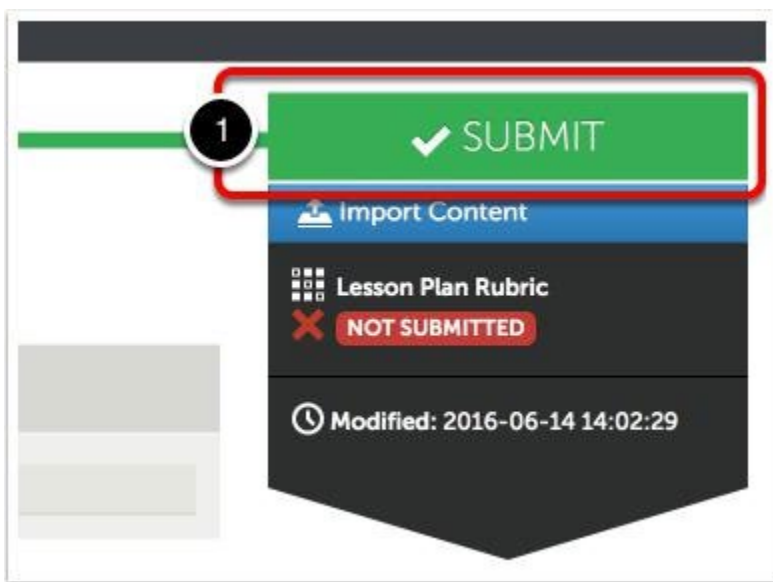 1
SUBMIT
Import Content
Lesson Plan Rubric
NOT SUBMITTED
Modified: 2016-06-14 14:02:29